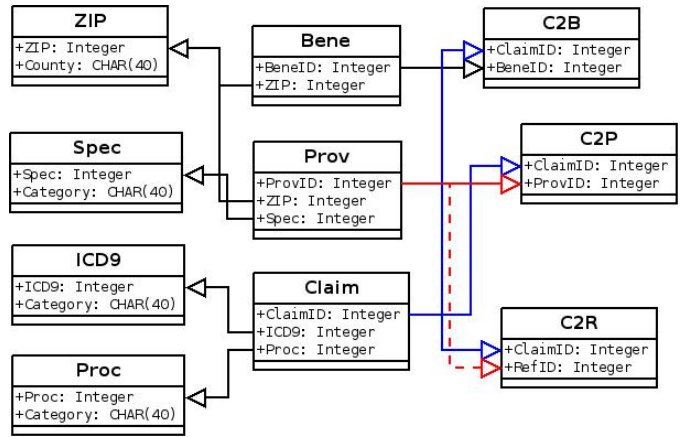 ZIP
+ZIP: Integer
+County: CHAR(40)
Spec
+Spec: Integer
+Category: CHAR(40)
ICD9
+ICD9: Integer
+Category: CHAR(40)
Proc
+Proc: Integer
+Category: CHAR(40)
Bene
+BeneID: Integer
+ZIP: Integer
Prov
+ProvID: Integer
+ZIP: Integer
+Spec: Integer
Claim
+ClaimID: Integer
+ICD9: Integer
+Proc: Integer
C2B
+ClaimID: Integer
+BeneID: Integer
C2P
+ClaimID: Integer
+ProvID: Integer
C2R
+ClaimID: Integer
+RefID: Integer